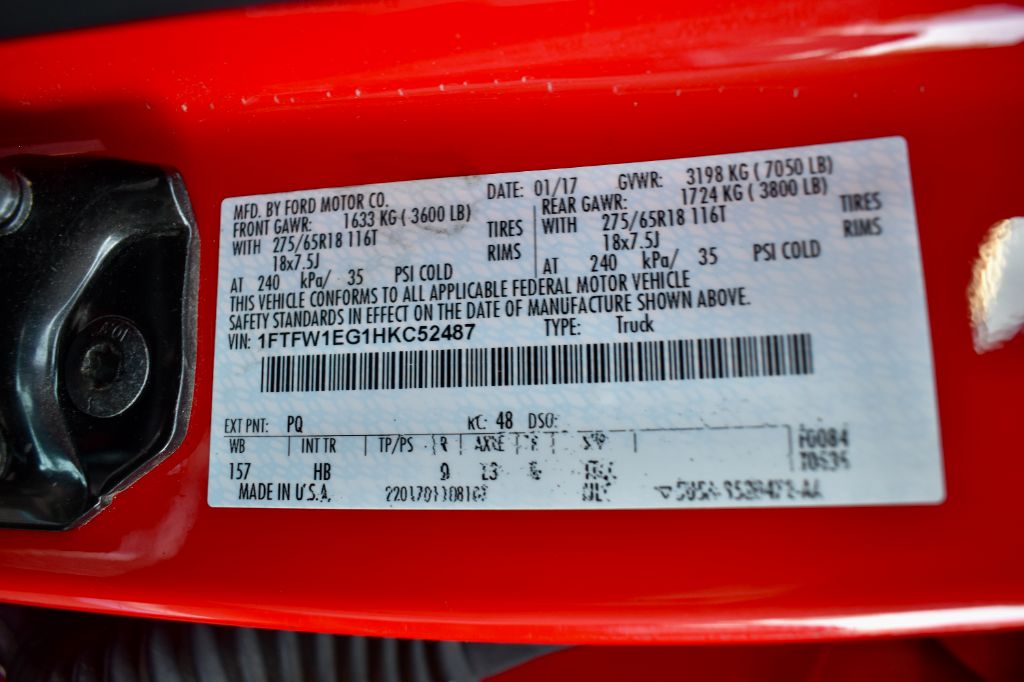 MFD. BY FORD MOTOR CO. DATE: 01/17 GVWR: 3198 KG ( 7050 LB)
FRONT GAWR: 1633 KG ( 3600 LB) REAR GAWR: 1724 KG ( 3800 LB)
WITH 275/65R18 116T TIRES WITH 275/65R18 116T TIRES
18x7.5J RIMS 18x7.5J RIMS
AT 240 kPa/ 35 PSI COLD AT 240 kPa/ 35 PSI COLD
THIS VEHICLE CONFORMS TO ALL APPLICABLE FEDERAL MOTOR VEHICLE
SAFETY STANDARDS IN EFFECT ON THE DATE OF MANUFACTURE SHOWN ABOVE.
VIN: 1FTFW1EG1HKC52487 TYPE: Truck
EXT PNT: PQ RC: 48 DSO:
WB INT TR TP/PS R AXLE
157 HB 9
MADE IN U.S.A.